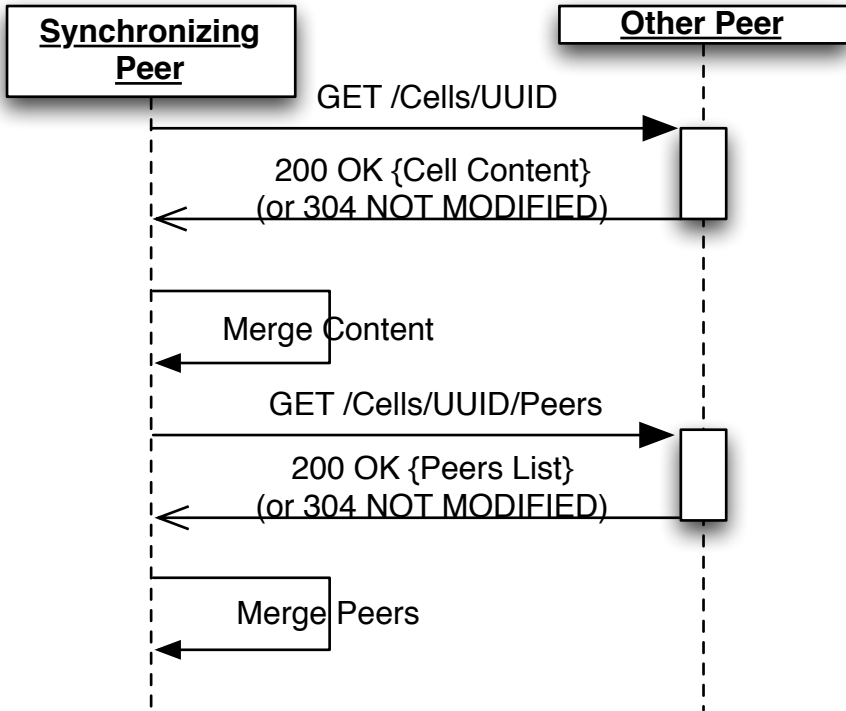 Synchronizing
Peer
Other Peer
GET /Cells/UUID
200 OK {Cell Content}
(or 304 NOT MODIFIED)
Merge Content
GET /Cells/UUID/Peers
200 OK {Peers List}
(or 304 NOT MODIFIED)
Merge Peers